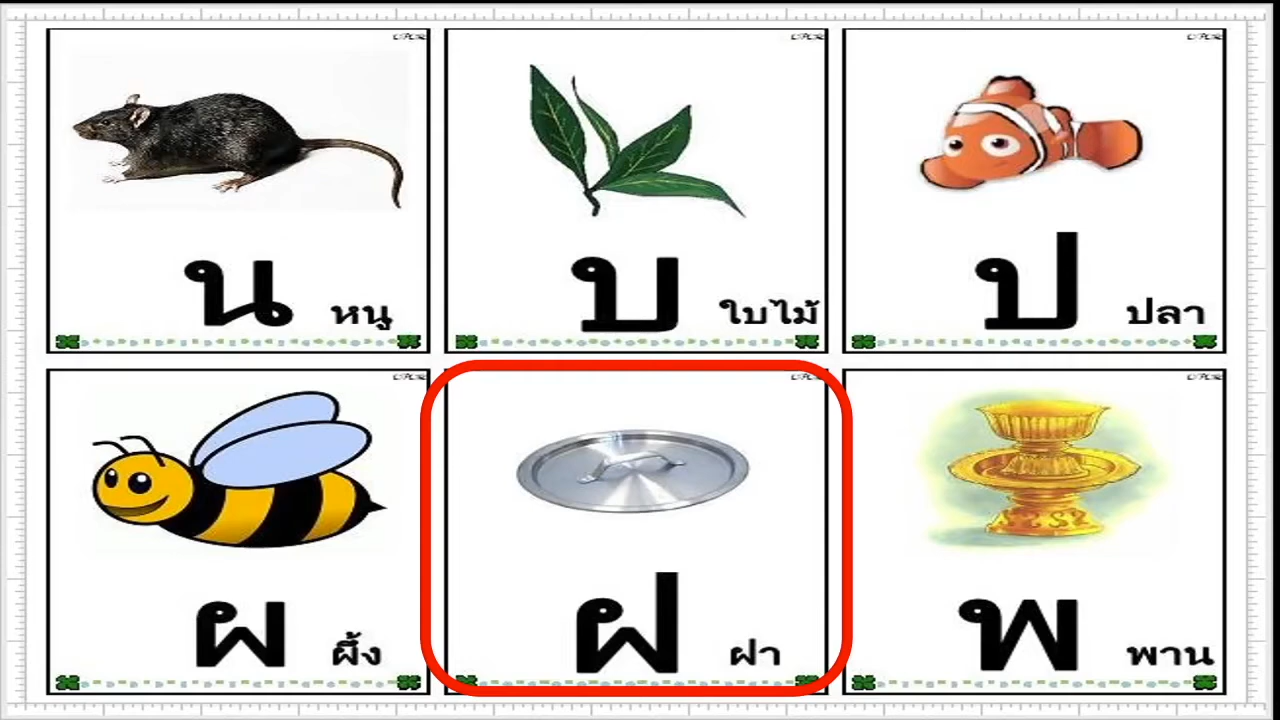 น หนู
บ ใบไม้
ป ปลา
ผ ผึ้ง
ฝ ฝา
พ พาน